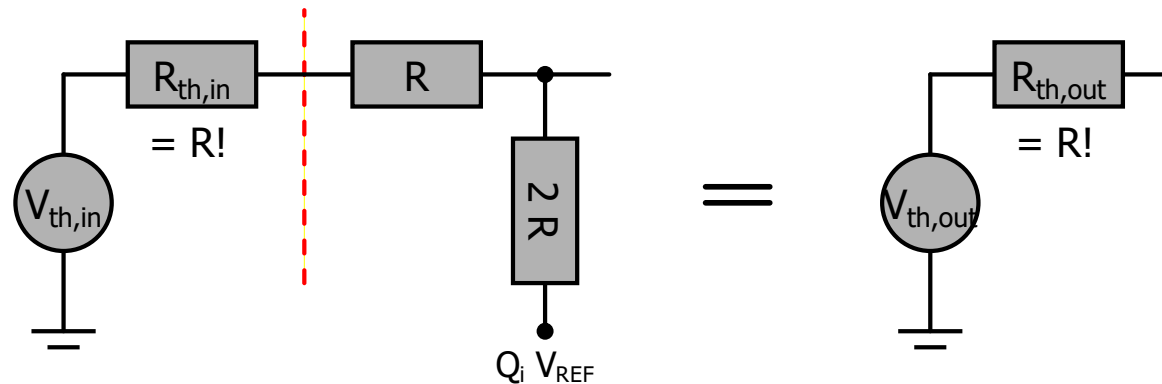 R_th,in
R
R_th,out
= R!
= R!
V_th,in
2 R
V_th,out
Q_i V_REF